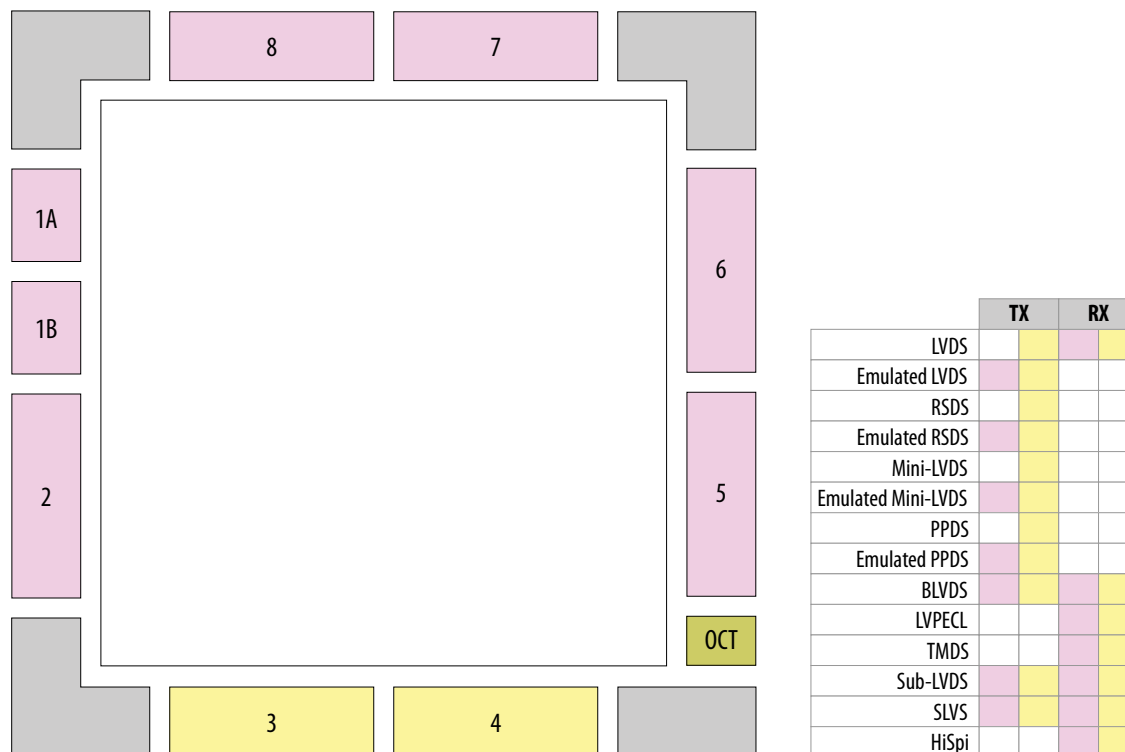 8
7
1A
6
1B
2
5
OCT
3
4
TX RX
LVDS
Emulated LVDS
RSDS
Emulated RSDS
Mini-LVDS
Emulated Mini-LVDS
PPDS
Emulated PPDS
BLVDS
LVPECL
TMDS
Sub-LVDS
SLVS
HiSpi